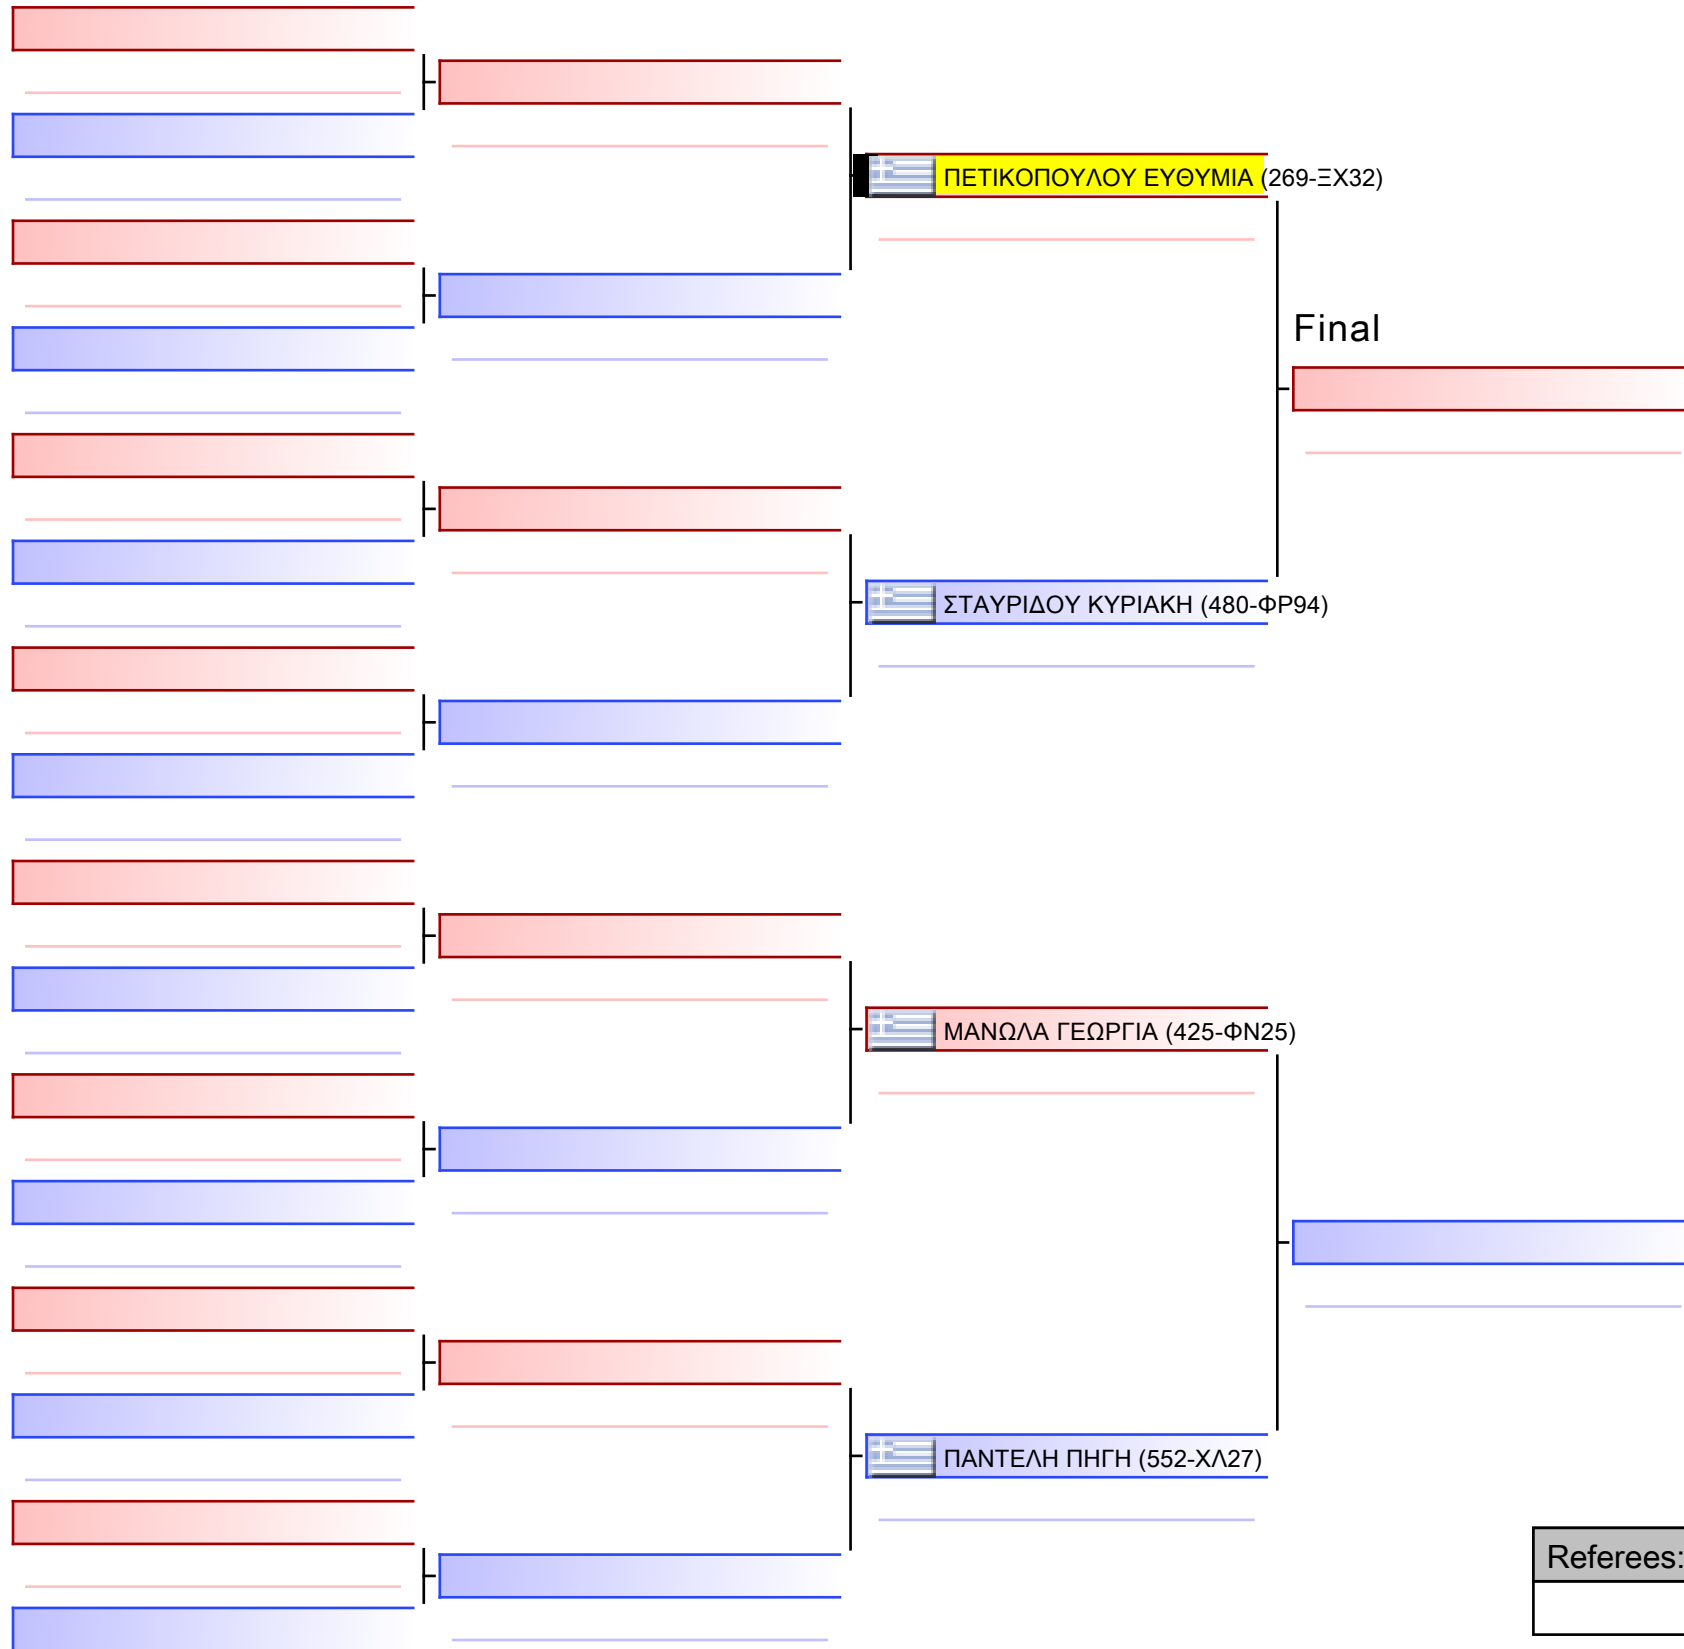 ΠΕΤΙΚΟΠΟΥΛΟΥ ΕΥΘΥΜΙΑ (269-ΞΧ32)
Final
ΣΤΑΥΡΙΔΟΥ ΚΥΡΙΑΚΗ (480-ΦΡ94)
ΜΑΝΩΛΑ ΓΕΩΡΓΙΑ (425-ΦΝ25)
ΠΑΝΤΕΛΗ ΠΗΓΗ (552-ΧΛ27)
Referees: